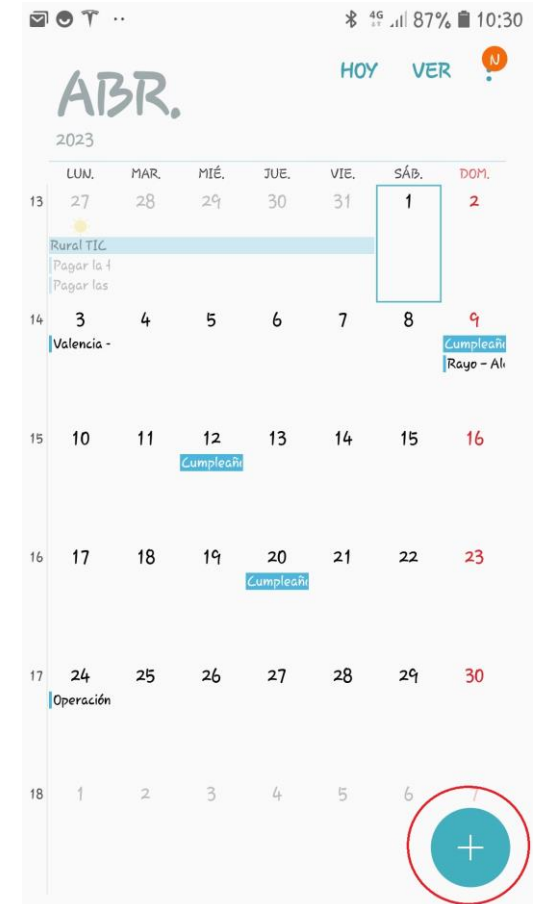 4G 87% 10:30
HOY VER N
ABR.
2023
LUN. MAR. MIÉ. JUE. VIE. SÁB. DOM.
13 27 28 29 30 31 1 2
Rural TIC
Pagar la f
Pagar las
14 3 4 5 6 7 8 9
Valencia - Cumpleañ
Rayo - Al
15 10 11 12 13 14 15 16
Cumpleañ
16 17 18 19 20 21 22 23
Cumpleañ
17 24 25 26 27 28 29 30
Operación
18 1 2 3 4 5 6 7
+